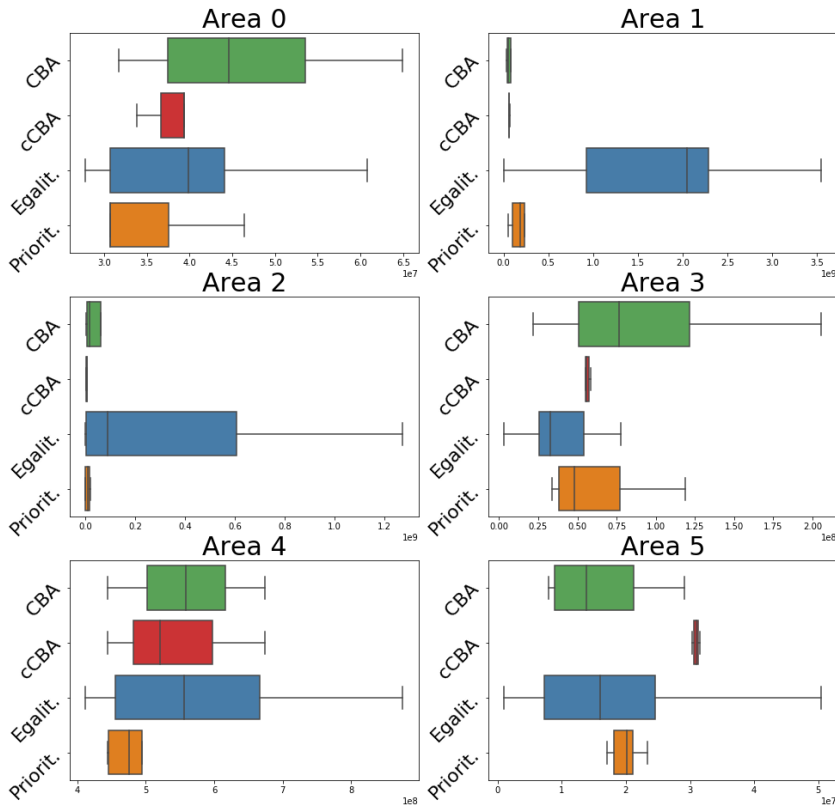 Area 0
Area 1
CBA
cCBA
Egalit.
Priorit.
3.0 3.5 4.0 4.5 5.0 5.5 6.0 6.5
1e7
CBA
cCBA
Egalit.
Priorit.
0.0 0.5 1.0 1.5 2.0 2.5 3.0 3.5
1e9
Area 2
Area 3
CBA
cCBA
Egalit.
Priorit.
0.0 0.2 0.4 0.6 0.8 1.0 1.2
1e9
CBA
cCBA
Egalit.
Priorit.
0.00 0.25 0.50 0.75 1.00 1.25 1.50 1.75 2.00
1e8
Area 4
Area 5
CBA
cCBA
Egalit.
Priorit.
4 5 6 7 8
1e8
CBA
cCBA
Egalit.
Priorit.
0 1 2 3 4 5
1e7